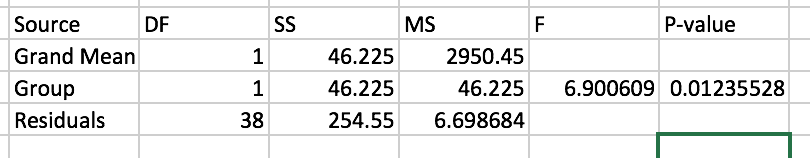 Source DF SS MS F P-value
Grand Mean 1 46.225 2950.45
Group 1 46.225 46.225 6.900609 0.01235528
Residuals 38 254.55 6.698684